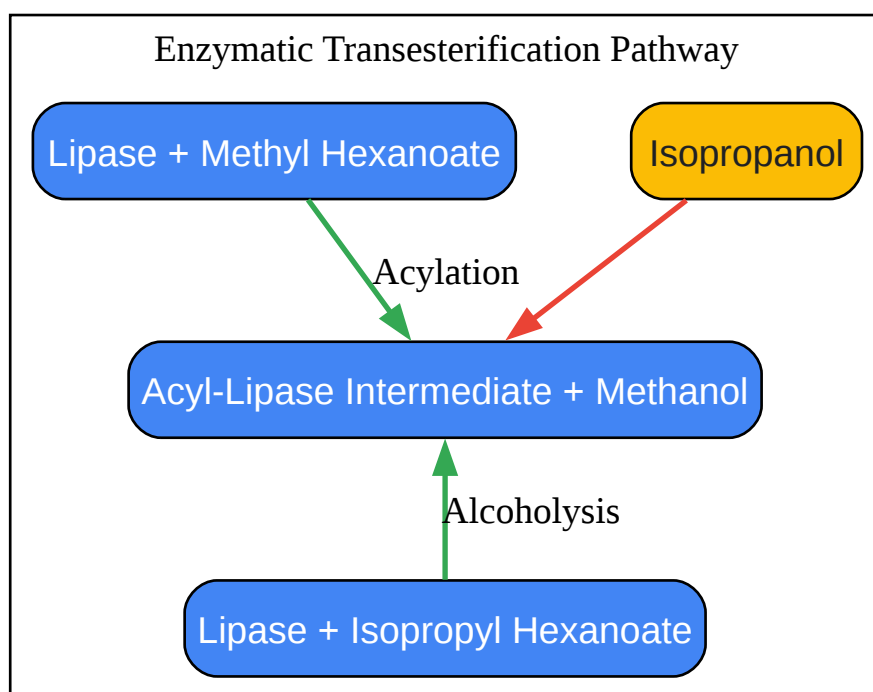 Enzymatic Transesterification Pathway
Lipase + Methyl Hexanoate
Isopropanol
Acylation
Acyl-Lipase Intermediate + Methanol
Alcoholysis
Lipase + Isopropyl Hexanoate